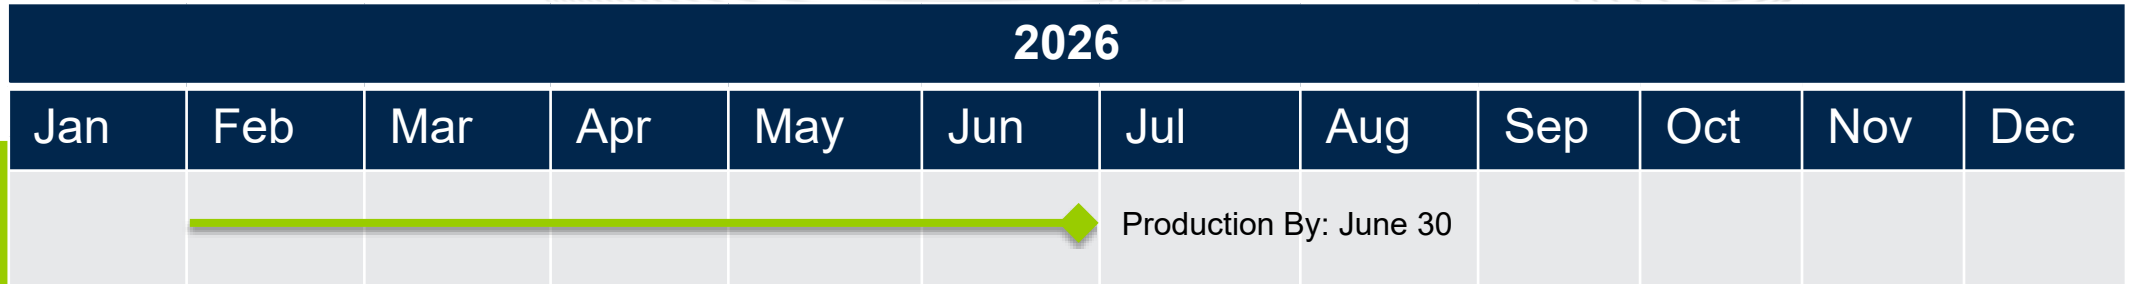 2026
Jan Feb Mar Apr May Jun Jul Aug Sep Oct Nov Dec
Production By: June 30